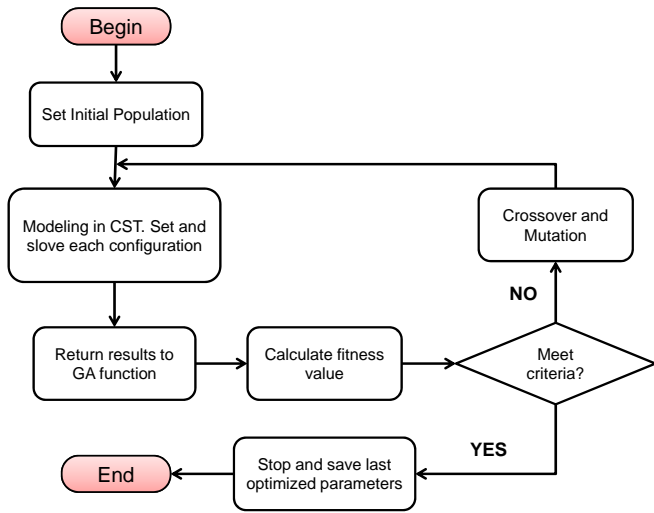 Begin
Set Initial Population
Modeling in CST. Set and
slove each configuration
Crossover and
Mutation
NO
Return results to
GA function
Calculate fitness
value
Meet
criteria?
YES
Stop and save last
optimized parameters
End